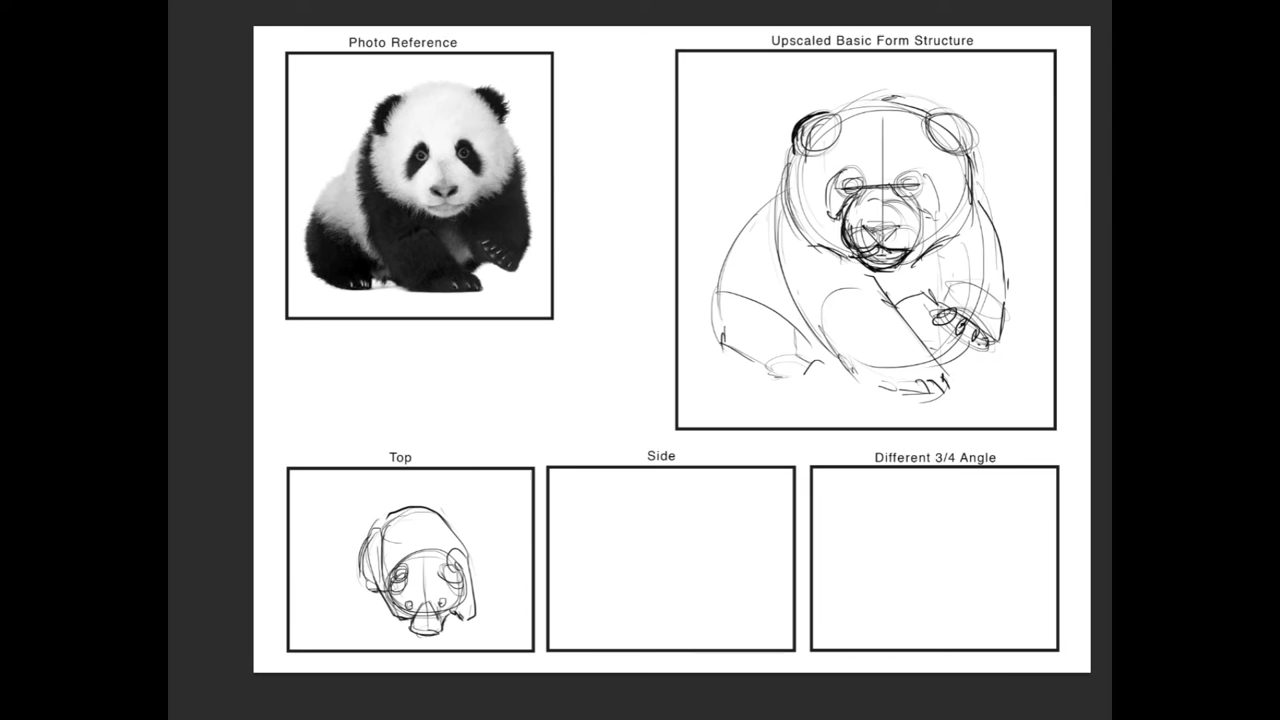 Photo Reference
Upscaled Basic Form Structure
Top
Side
Different 3/4 Angle